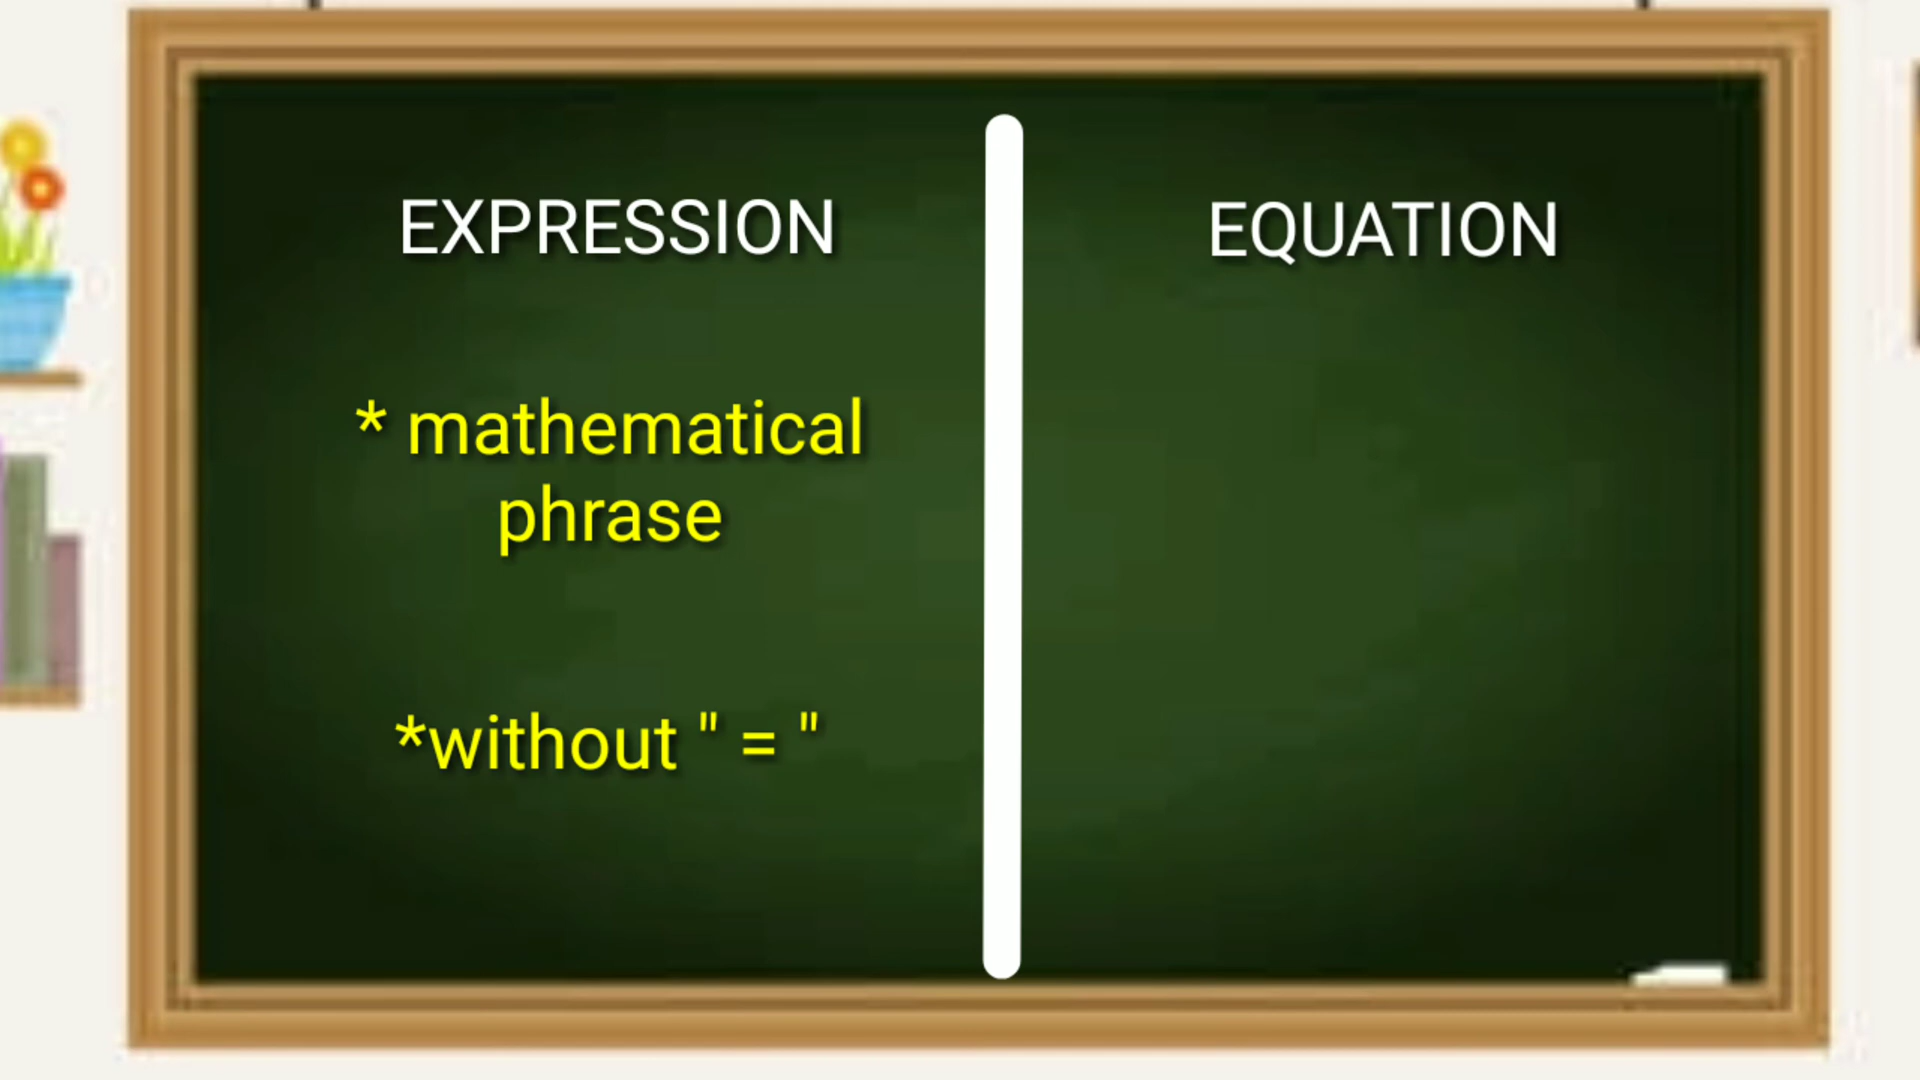 EXPRESSION
* mathematical
phrase
*without " = "
EQUATION